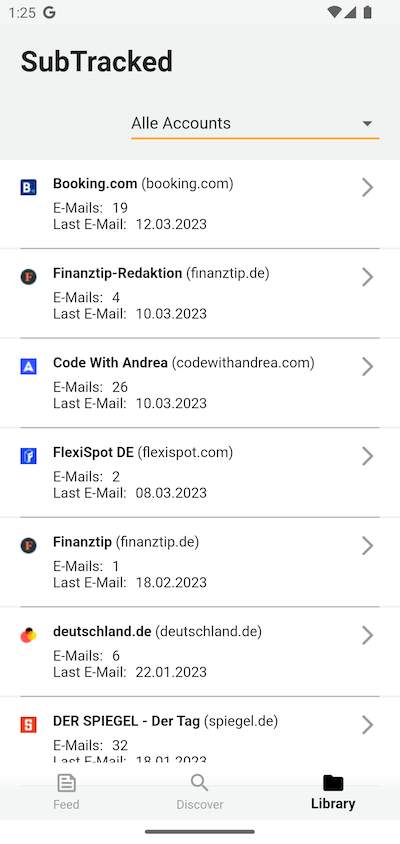 1:25 G
SubTracked
Alle Accounts
B.
Booking.com (booking.com)
E-Mails: 19
Last E-Mail: 12.03.2023
F
Finanztip-Redaktion (finanztip.de)
E-Mails: 4
Last E-Mail: 10.03.2023
Code With Andrea (codewithandrea.com)
E-Mails: 26
Last E-Mail: 10.03.2023
FlexiSpot DE (flexispot.com)
E-Mails: 2
Last E-Mail: 08.03.2023
F
Finanztip (finanztip.de)
E-Mails: 1
Last E-Mail: 18.02.2023
deutschland.de (deutschland.de)
E-Mails: 6
Last E-Mail: 22.01.2023
S
DER SPIEGEL - Der Tag (spiegel.de)
E-Mails: 32
Last E-Mail: 18.01.2023
Feed
Discover
Library